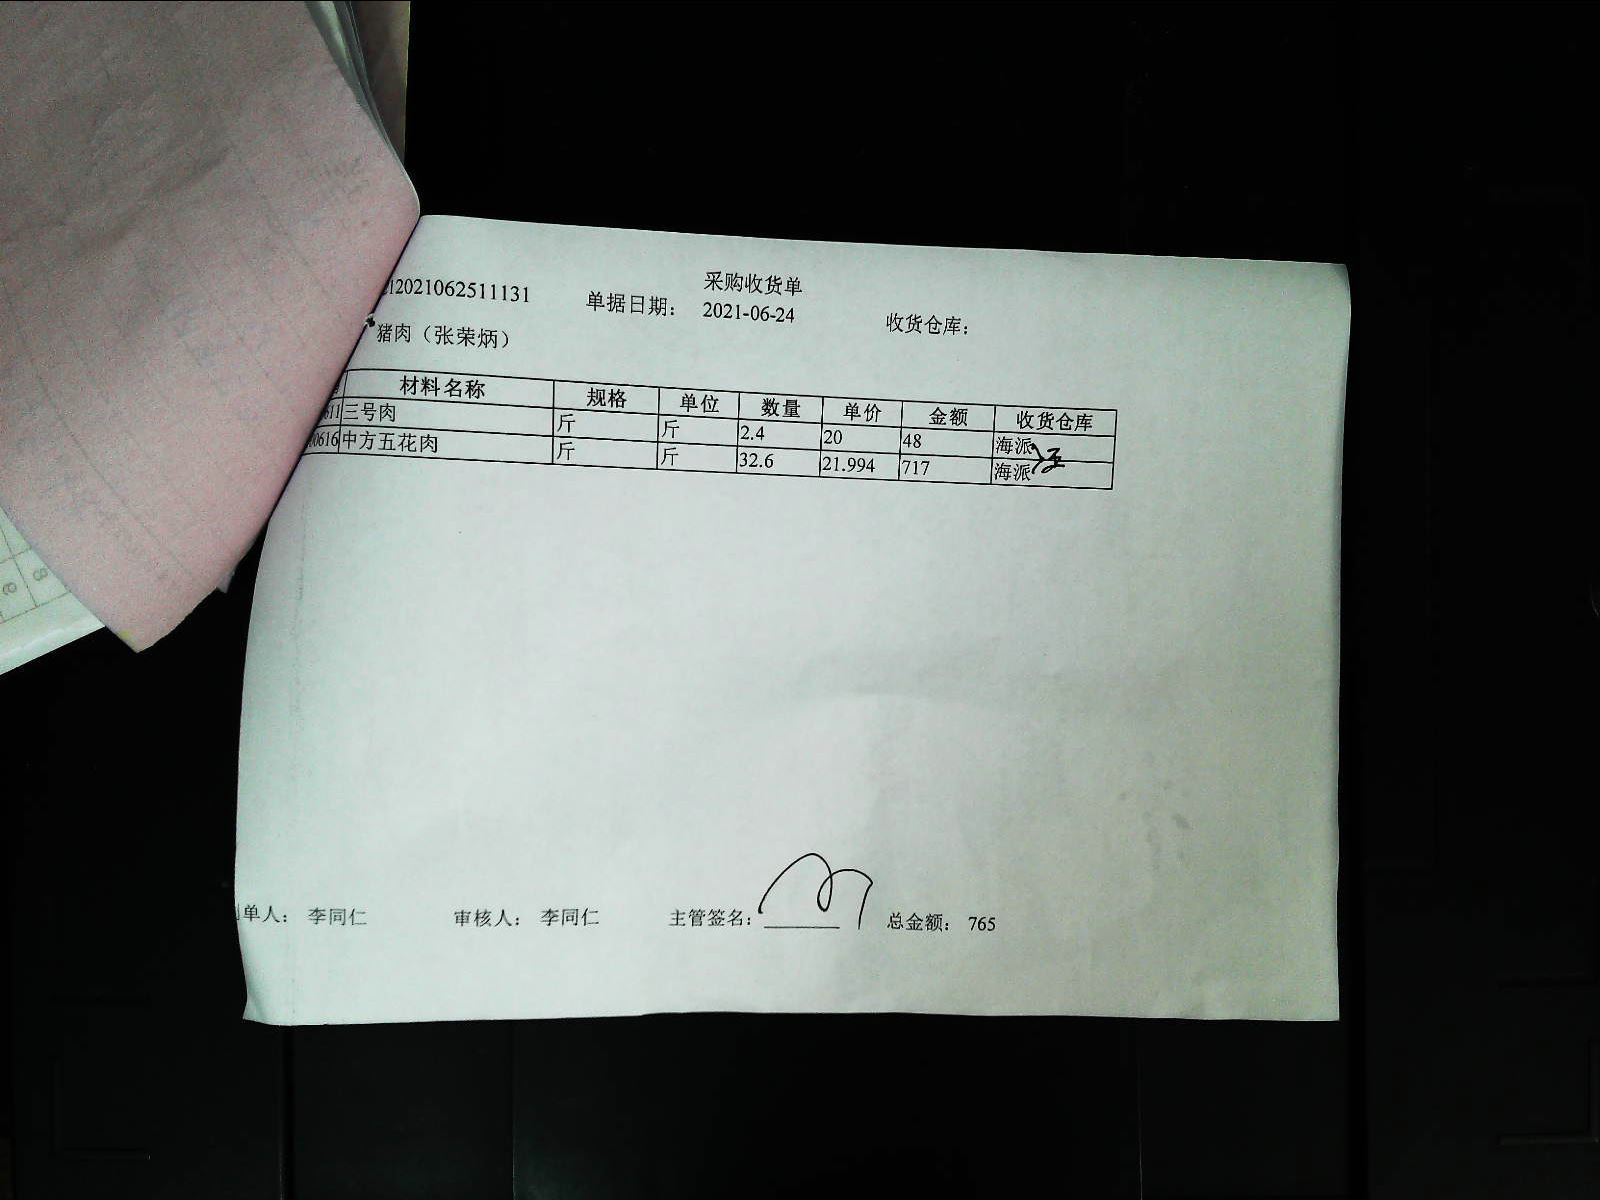 采购收货单
2021062511131 单据日期: 2021-06-24 收货仓库:
猪肉（张荣炳）
材料名称 规格 单位 数量 单价 金额 收货仓库
611 三号肉 斤 斤 2.4 20 48 海派
0616 中方五花肉 斤 斤 32.6 21.994 717 海派
单人: 李同仁 审核人: 李同仁 主管签名: 总金额: 765